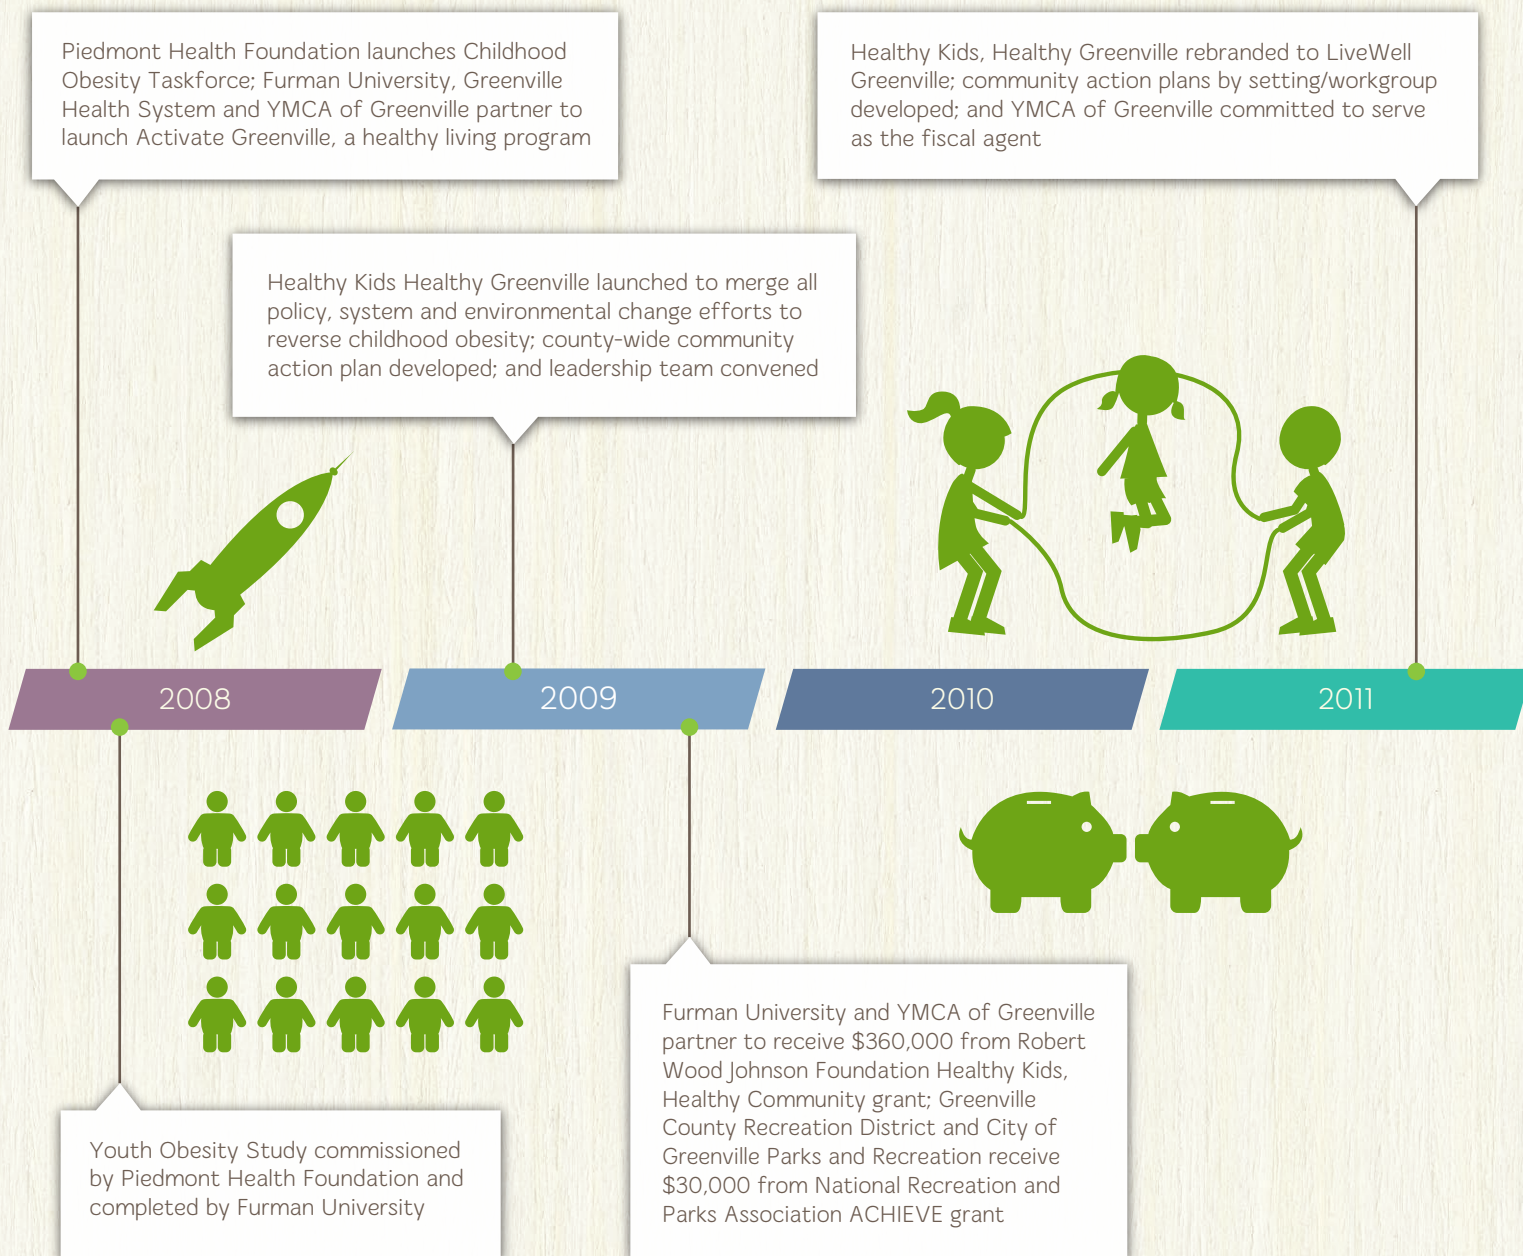 Piedmont Health Foundation launches Childhood
Obesity Taskforce; Furman University, Greenville
Health System and YMCA of Greenville partner to
launch Activate Greenville, a healthy living program
Healthy Kids, Healthy Greenville rebranded to LiveWell
Greenville; community action plans by setting/workgroup
developed; and YMCA of Greenville committed to serve
as the fiscal agent
Healthy Kids Healthy Greenville launched to merge all
policy, system and environmental change efforts to
reverse childhood obesity; county-wide community
action plan developed; and leadership team convened
2008
2009
2010
2011
Youth Obesity Study commissioned
by Piedmont Health Foundation and
completed by Furman University
Furman University and YMCA of Greenville
partner to receive $360,000 from Robert
Wood Johnson Foundation Healthy Kids,
Healthy Community grant; Greenville
County Recreation District and City of
Greenville Parks and Recreation receive
$30,000 from National Recreation and
Parks Association ACHIEVE grant